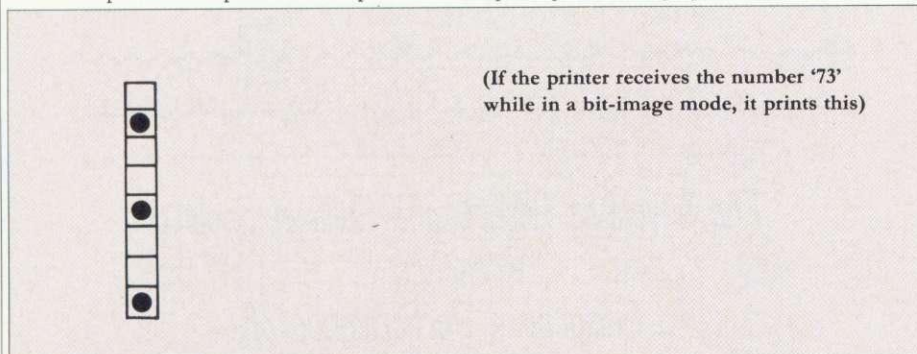 (If the printer receives the number ‘73’
while in a bit-image mode, it prints this)